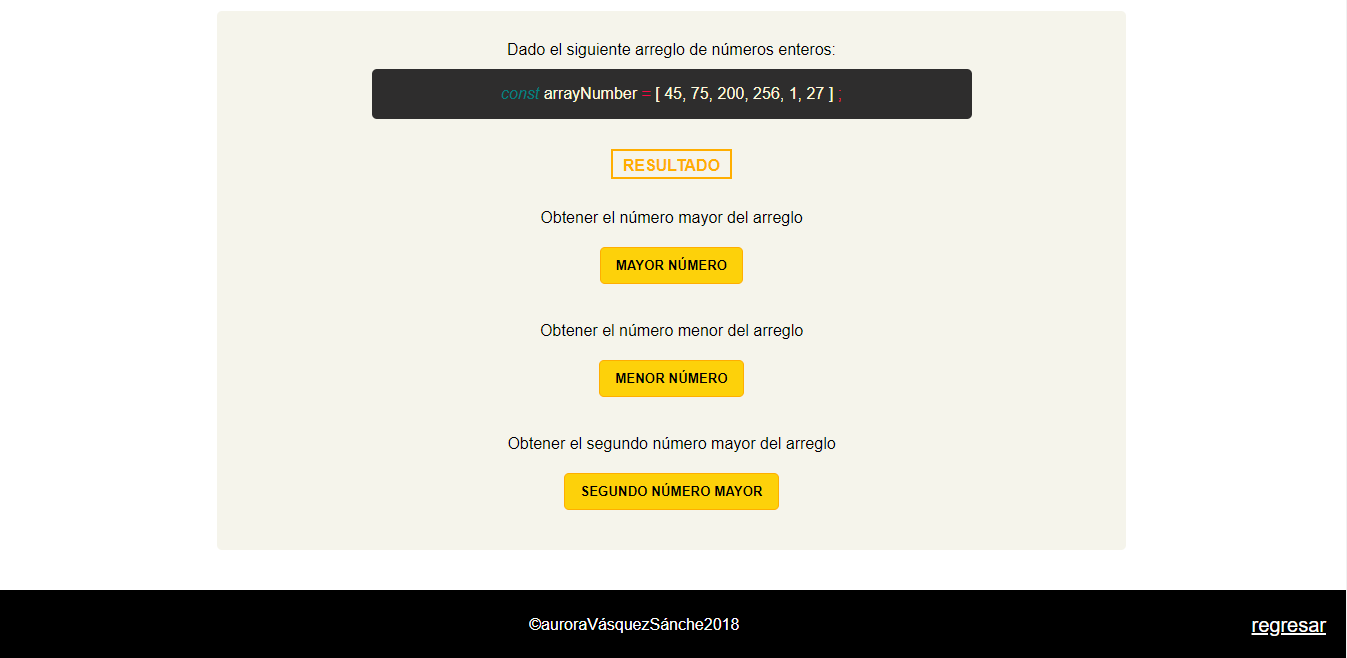 Dado el siguiente arreglo de números enteros:
const arrayNumber = [ 45, 75, 200, 256, 1, 27 ] ;
RESULTADO
Obtener el número mayor del arreglo
MAYOR NÚMERO
Obtener el número menor del arreglo
MENOR NÚMERO
Obtener el segundo número mayor del arreglo
SEGUNDO NÚMERO MAYOR
©auroraVásquezSánche2018
regresar